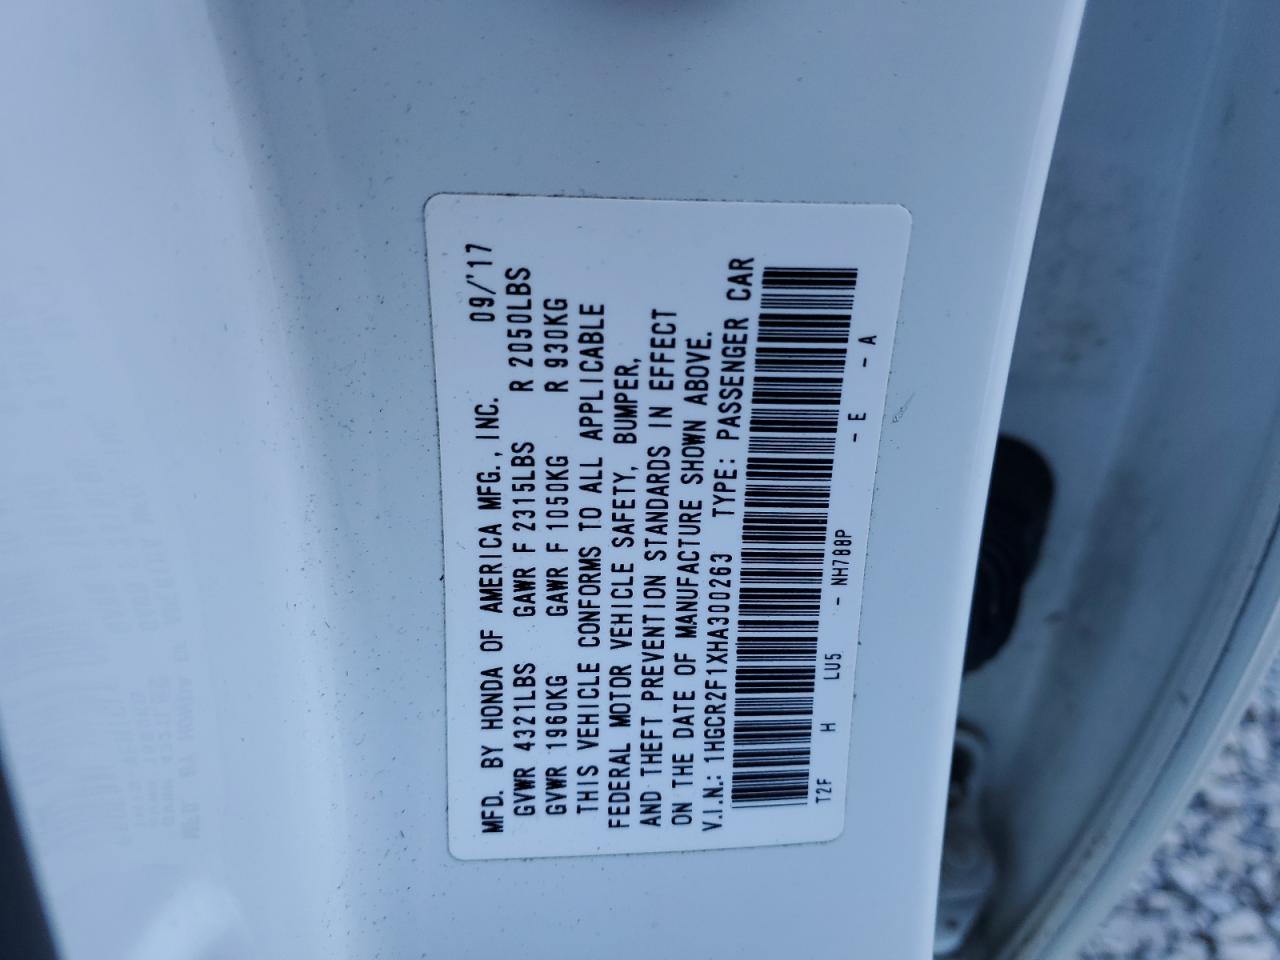 MFD. BY HONDA OF AMERICA MFG., INC. 09/'17
GVWR 4321LBS GAWR F 2315LBS R 2050LBS
GVWR 1960KG GAWR F 1050KG R 930KG
THIS VEHICLE CONFORMS TO ALL APPLICABLE
FEDERAL MOTOR VEHICLE SAFETY, BUMPER,
AND THEFT PREVENTION STANDARDS IN EFFECT
ON THE DATE OF MANUFACTURE SHOWN ABOVE.
V.I.N.: 1HGCR2F1XHA300263 TYPE: PASSENGER CAR
T2F H LU5 - NH788P - E - A